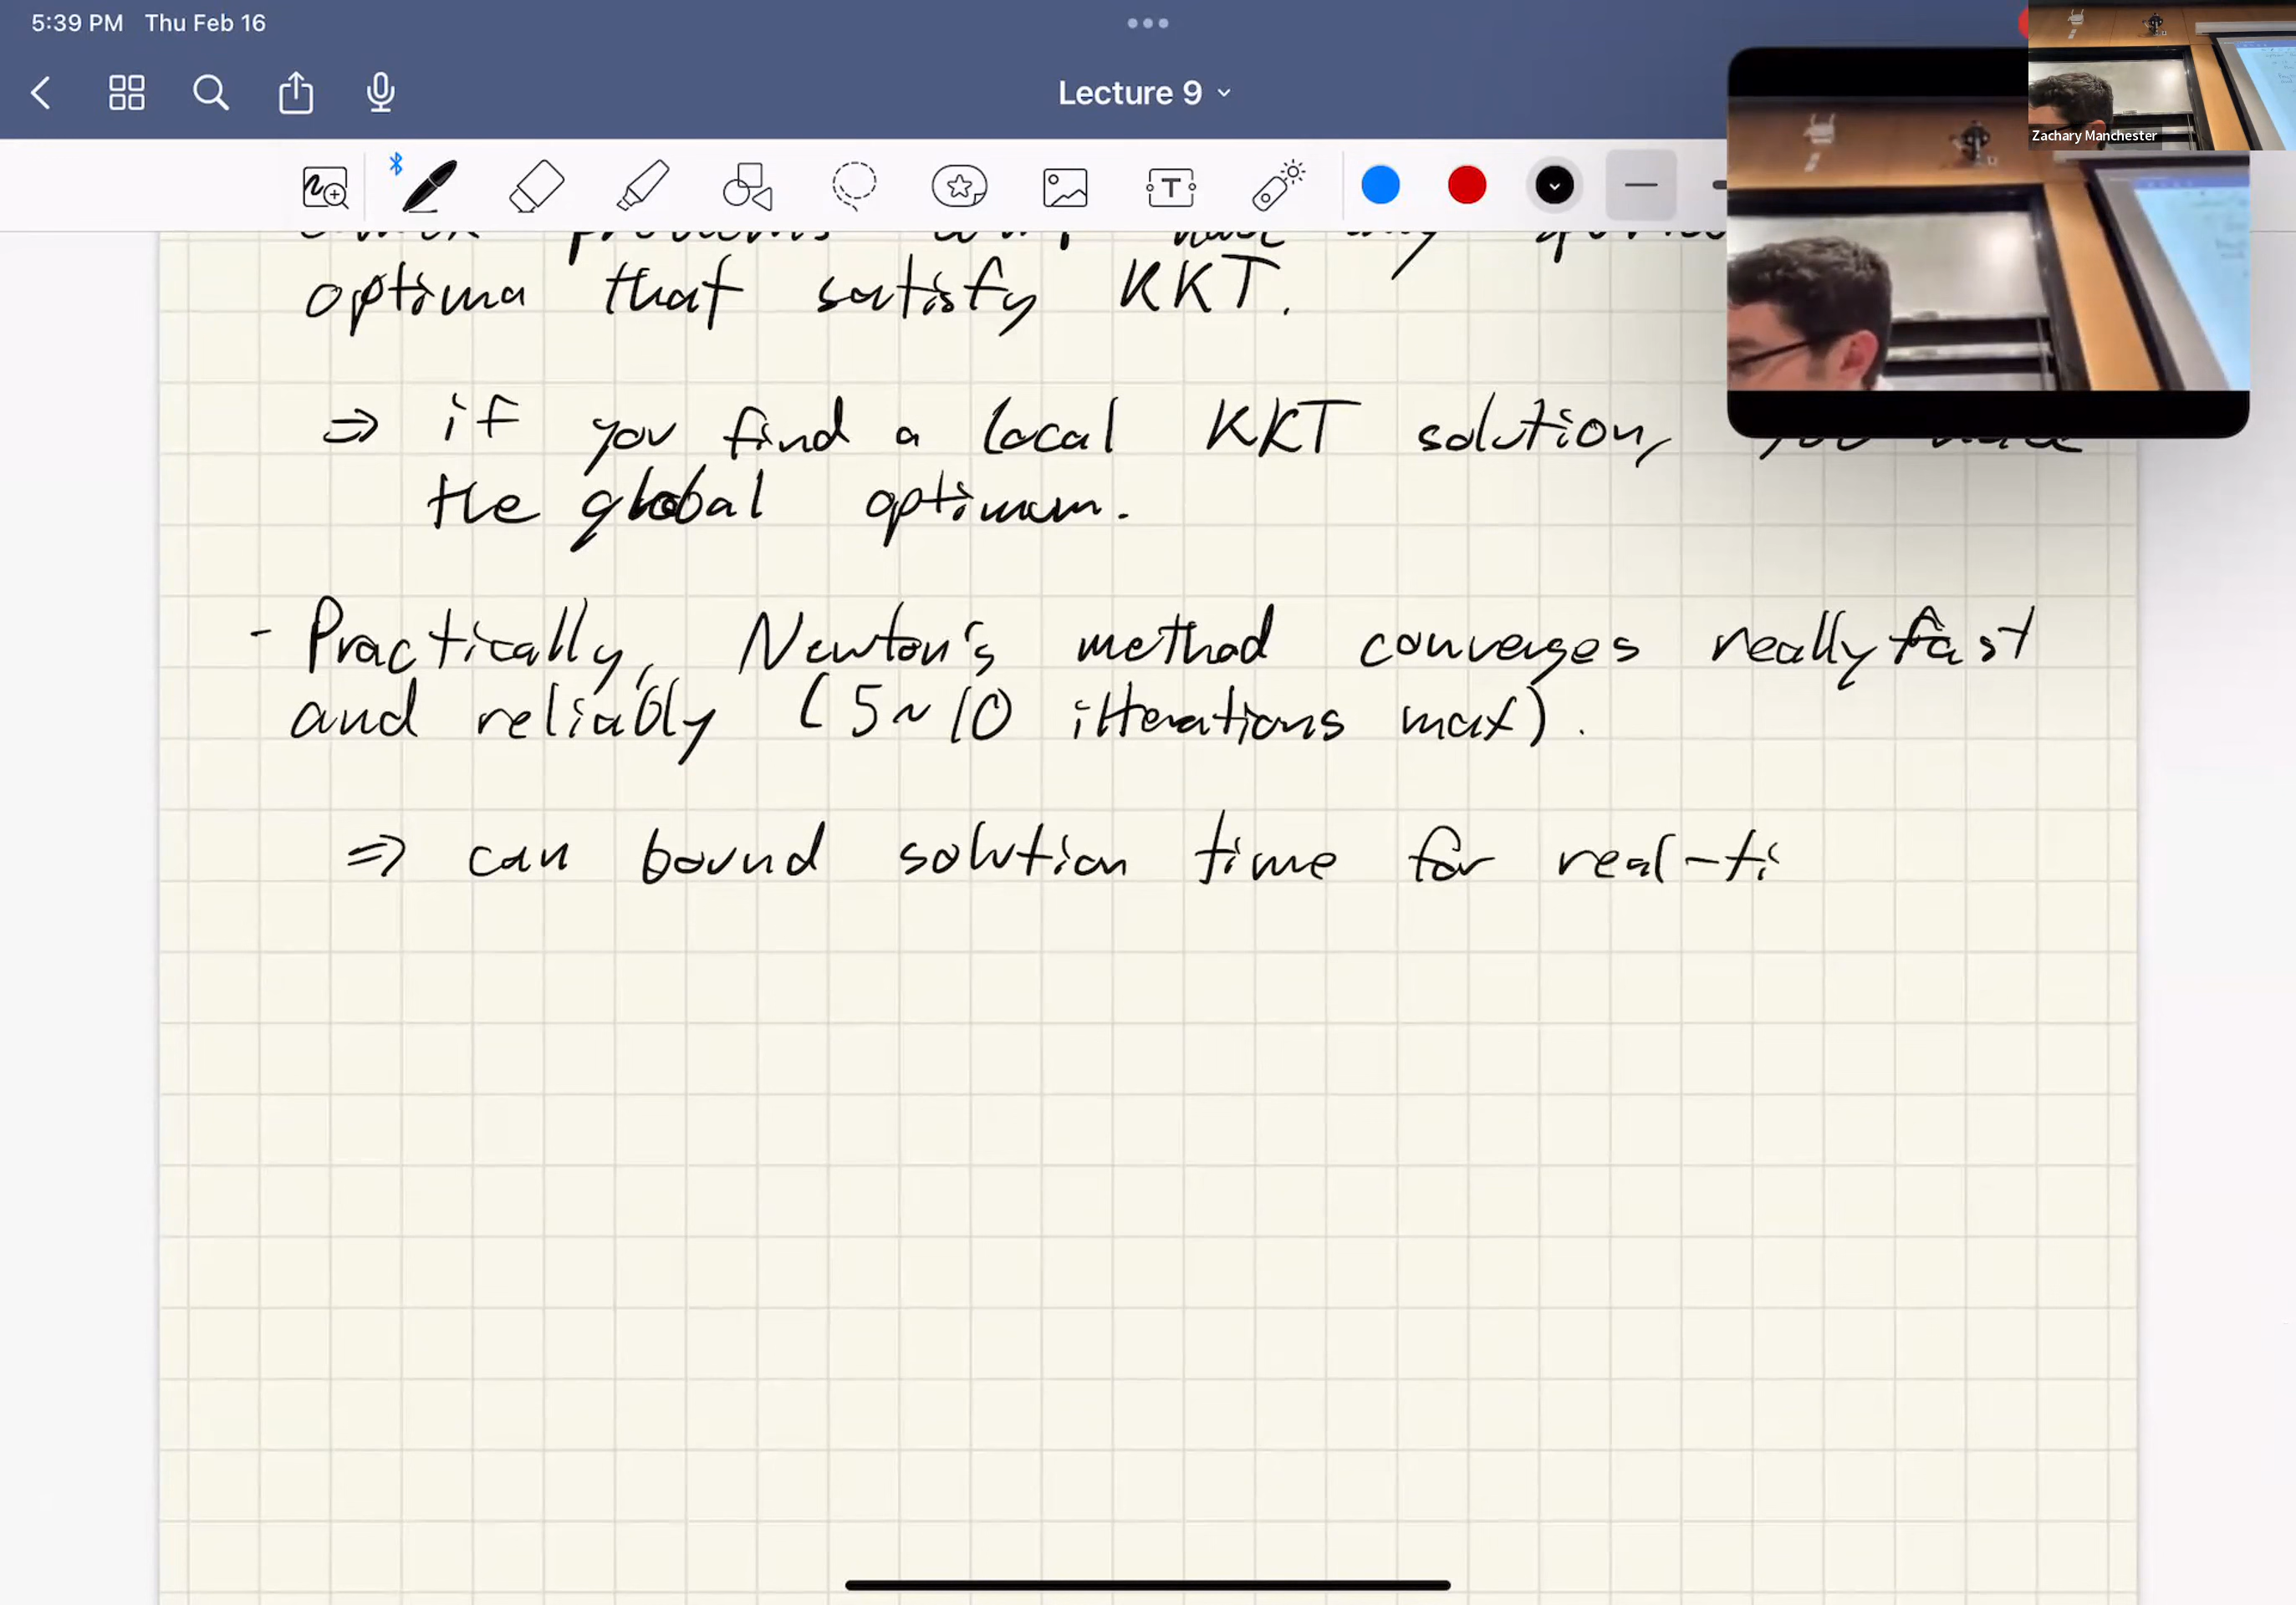 5:39 PM Thu Feb 16
Lecture 9
Zachary Manchester
problems
optima that satisfy KKT.
⇒ if you find a local KKT solution,
the global optimum.
- Practically, Newton's method converges really fast
and reliably (5~10 itterations max).
⇒ can bound solution time for real-ti